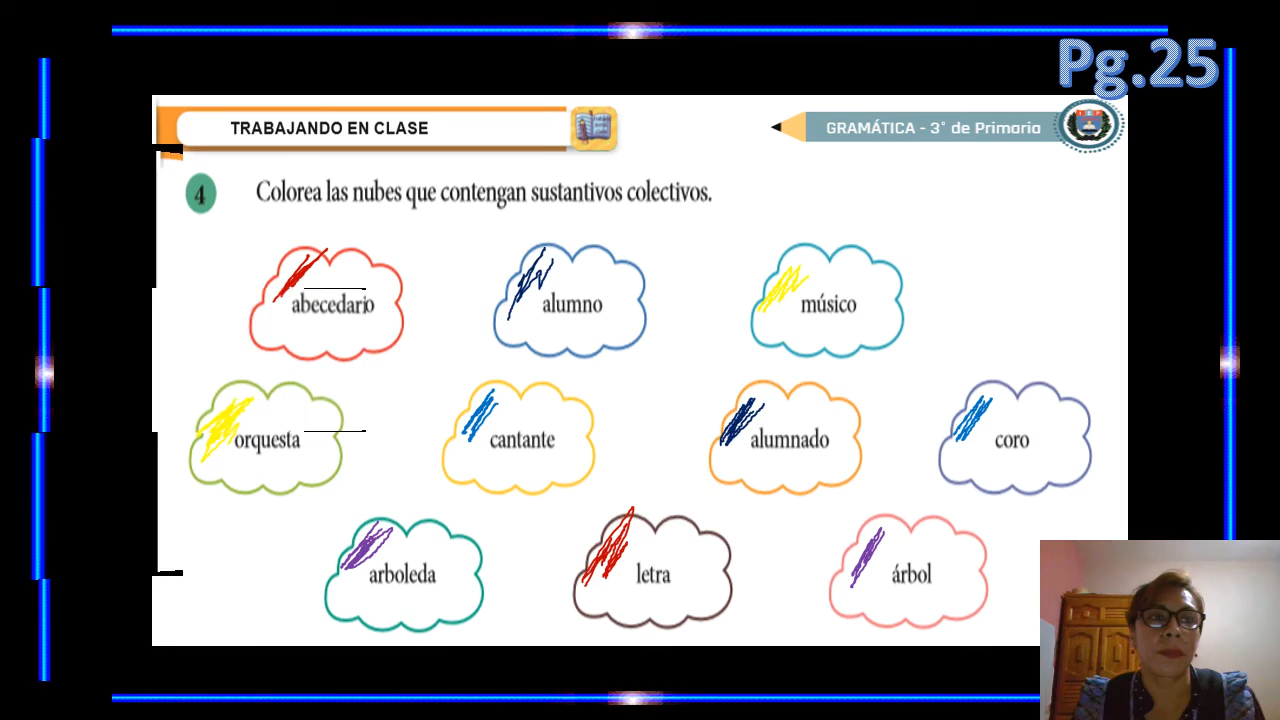 Pg.25
TRABAJANDO EN CLASE
GRAMÁTICA - 3° de Primaria
4 Colorea las nubes que contengan sustantivos colectivos.
abecedario
alumno
músico
orquesta
cantante
alumnado
coro
arboleda
letra
árbol